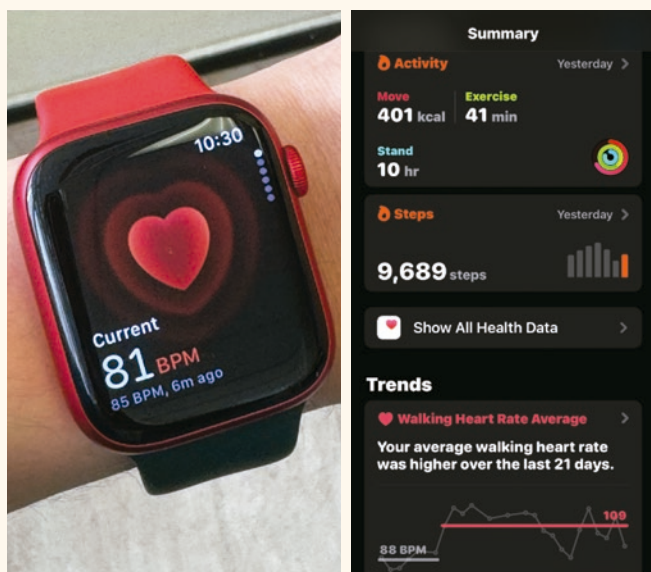 10:30
Current
81 BPM
85 BPM, 6m ago
Summary
Activity
Yesterday
Move
Exercise
401 kcal
41 min
Stand
10 hr
Steps
Yesterday
9,689 steps
Show All Health Data
Trends
Walking Heart Rate Average
Your average walking heart rate
was higher over the last 21 days.
109
88 BPM